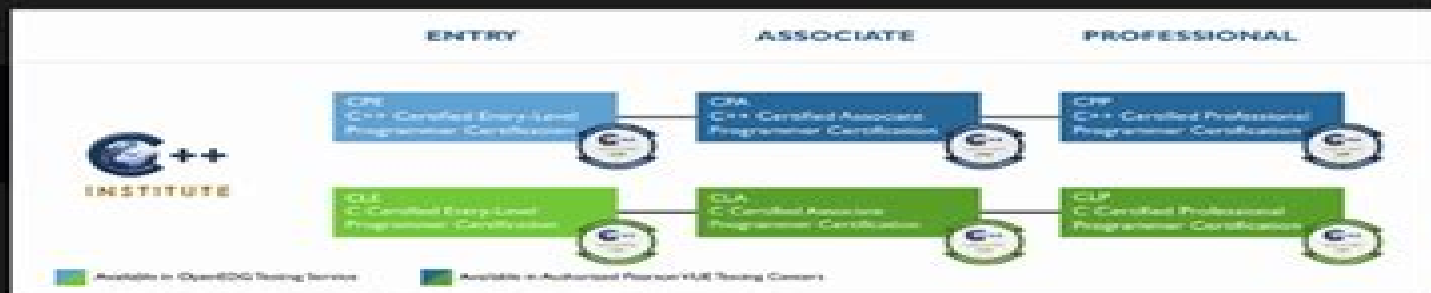 ENTRY ASSOCIATE PROFESSIONAL
CPE
C++ Certified Entry-Level
Programmer Certification
CPA
C++ Certified Associate
Programmer Certification
CPP
C++ Certified Professional
Programmer Certification
C++
INSTITUTE
CLE
C Certified Entry-Level
Programmer Certification
CLA
C Certified Associate
Programmer Certification
CLP
C Certified Professional
Programmer Certification
Available in OpenEDG Testing Service
Available in Authorized Pearson VUE Testing Centers